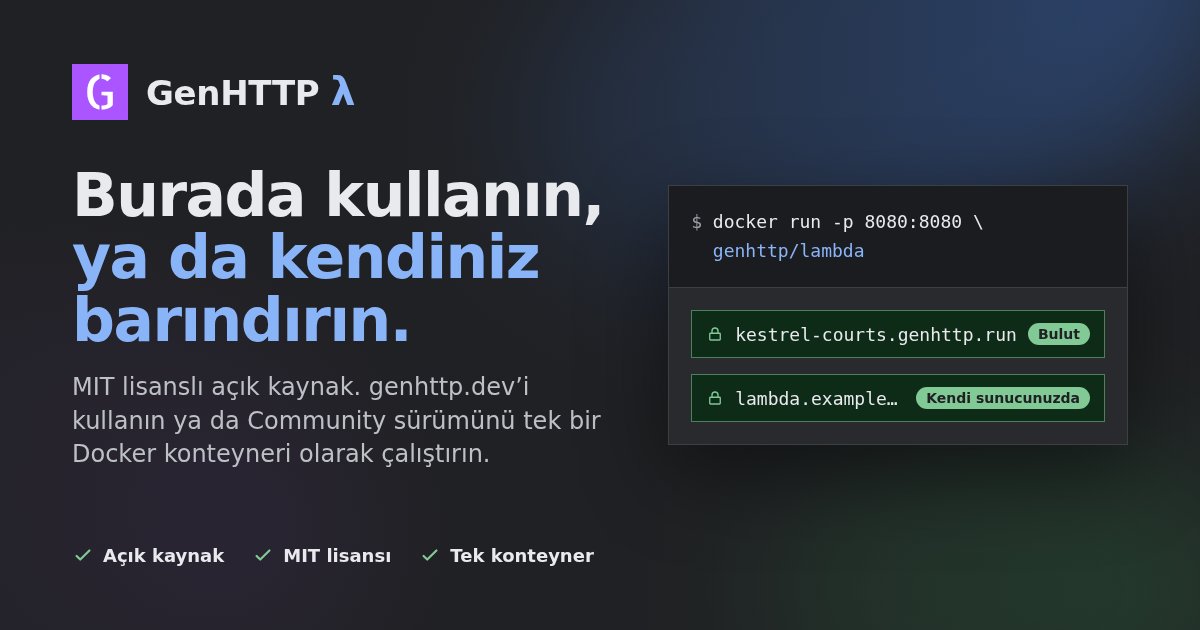 GenHTTP λ
Burada kullanın,
ya da kendiniz
barındırın.
MIT lisanslı açık kaynak. genhttp.dev’i
kullanın ya da Community sürümünü tek bir
Docker konteyneri olarak çalıştırın.
Açık kaynak
MIT lisansı
Tek konteyner
$ docker run -p 8080:8080 \
genhttp/lambda
kestrel-courts.genhttp.run Bulut
lambda.example… Kendi sunucunuzda